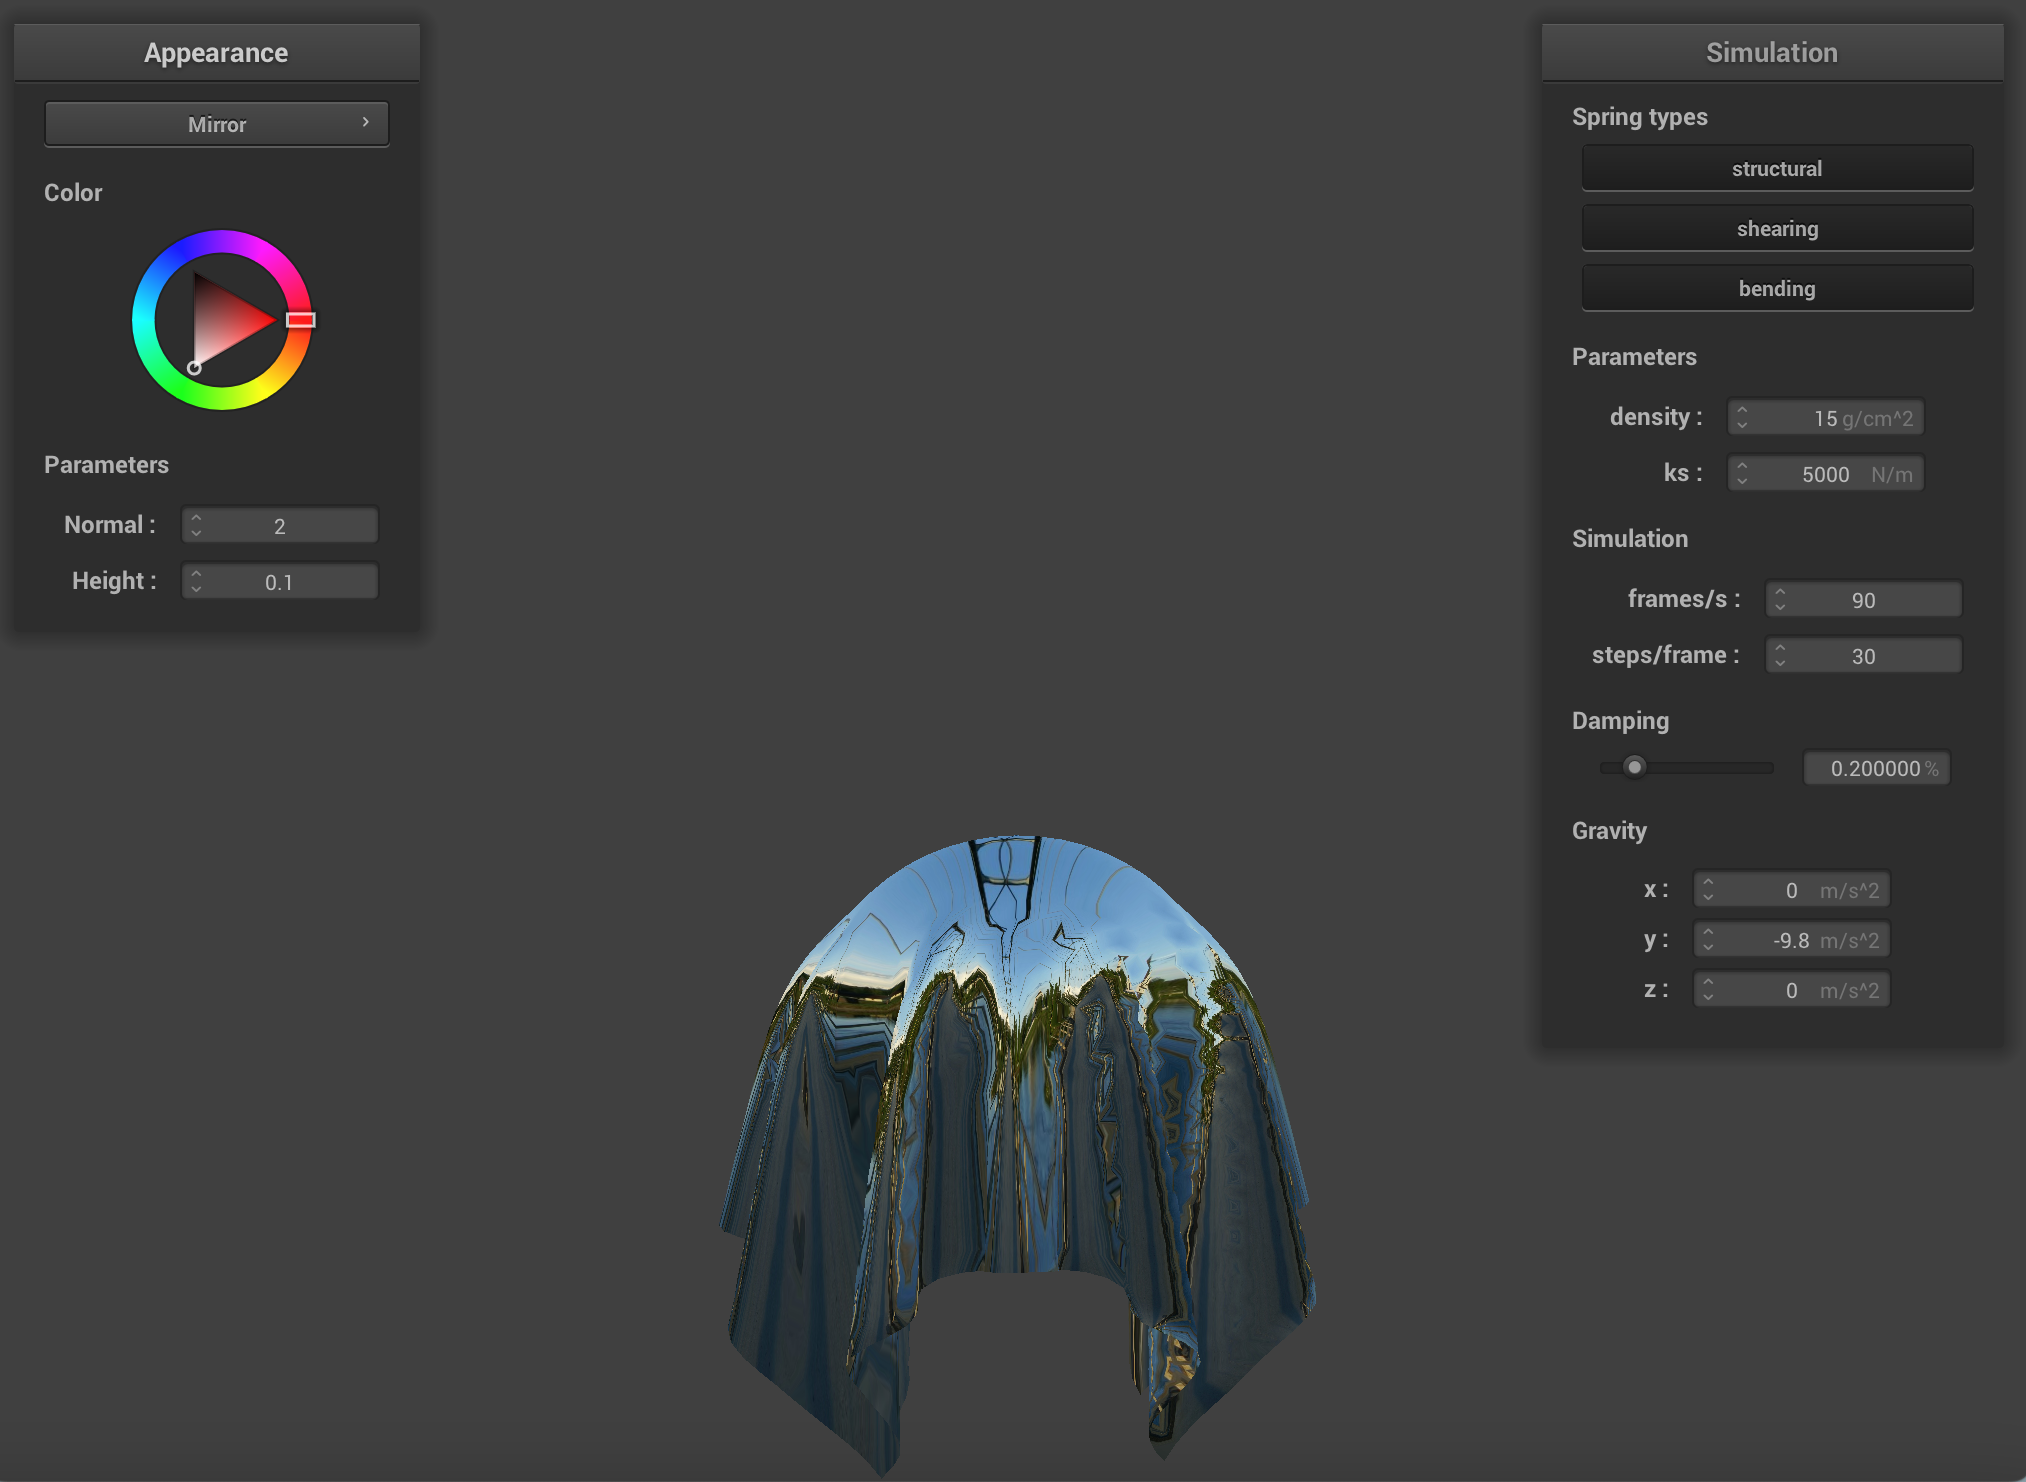 Appearance
Mirror
Color
Parameters
Normal : 2
Height : 0.1
Simulation
Spring types
structural
shearing
bending
Parameters
density : 15 g/cm^2
ks : 5000 N/m
Simulation
frames/s : 90
steps/frame : 30
Damping
0.200000 %
Gravity
x : 0 m/s^2
y : -9.8 m/s^2
z : 0 m/s^2